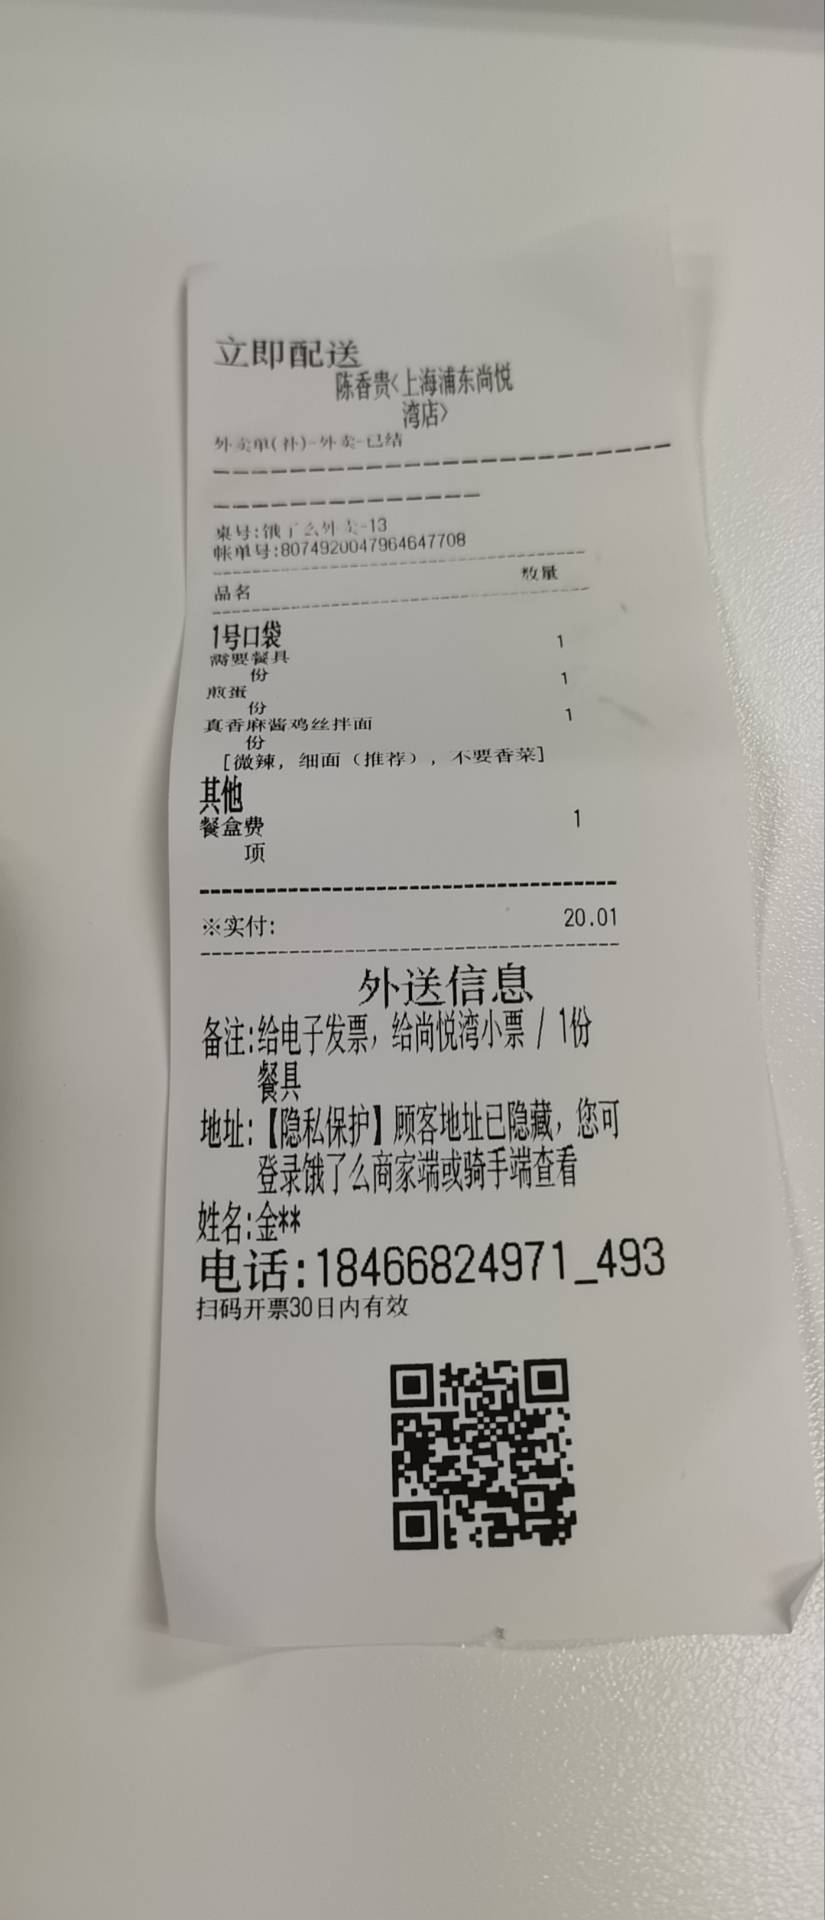 立即配送
陈香贵<上海浦东尚悦
湾店>
外卖单(补)-外卖-已结
桌号:饿了么外卖-13
帐单号:8074920047964647708
品名 数量
1号口袋
需要餐具 1
份
煎蛋 1
份
真香麻酱鸡丝拌面 1
份
[微辣, 细面（推荐）, 不要香菜]
其他
餐盒费 1
项
※实付: 20.01
外送信息
备注:给电子发票，给尚悦湾小票 / 1份
餐具
地址:【隐私保护】顾客地址已隐藏，您可
登录饿了么商家端或骑手端查看
姓名:金**
电话:18466824971_493
扫码开票30日内有效